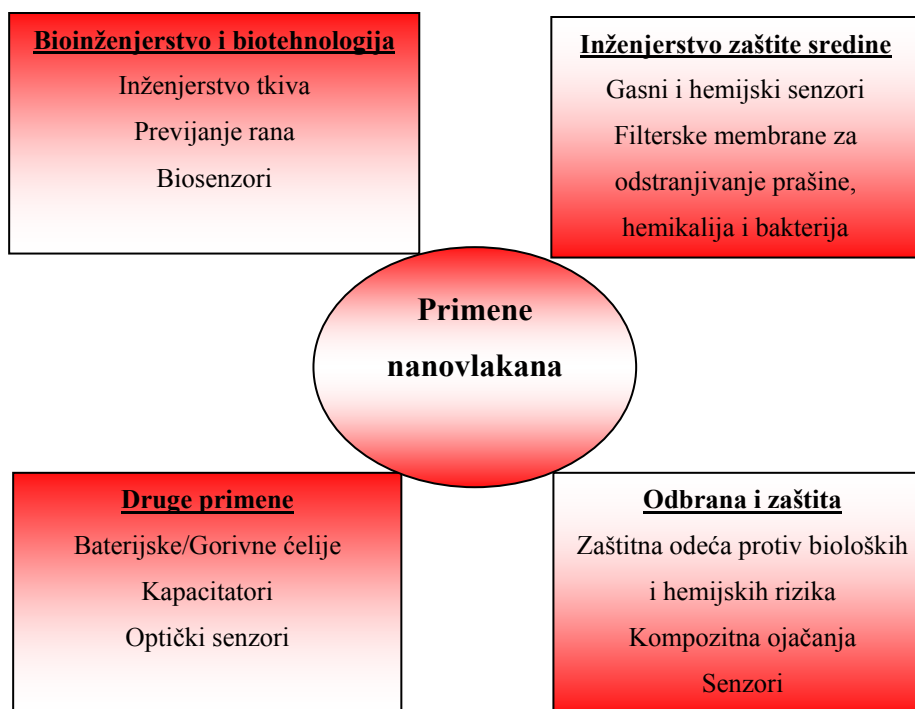 Bioinženjerstvo i biotehnologija
Inženjerstvo tkiva
Previjanje rana
Biosenzori
Inženjerstvo zaštite sredine
Gasni i hemijski senzori
Filterske membrane za
odstranjivanje prašine,
hemikalija i bakterija
Primene
nanovlakana
Druge primene
Baterijske/Gorivne ćelije
Kapacitatori
Optički senzori
Odbrana i zaštita
Zaštitna odeća protiv bioloških
i hemijskih rizika
Kompozitna ojačanja
Senzori